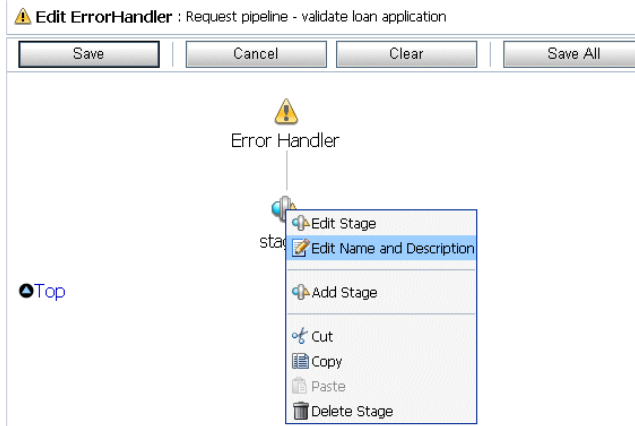 Edit ErrorHandler : Request pipeline - validate loan application
Save Cancel Clear Save All
Error Handler
Edit Stage
stag
Edit Name and Description
Top
Add Stage
Cut
Copy
Paste
Delete Stage